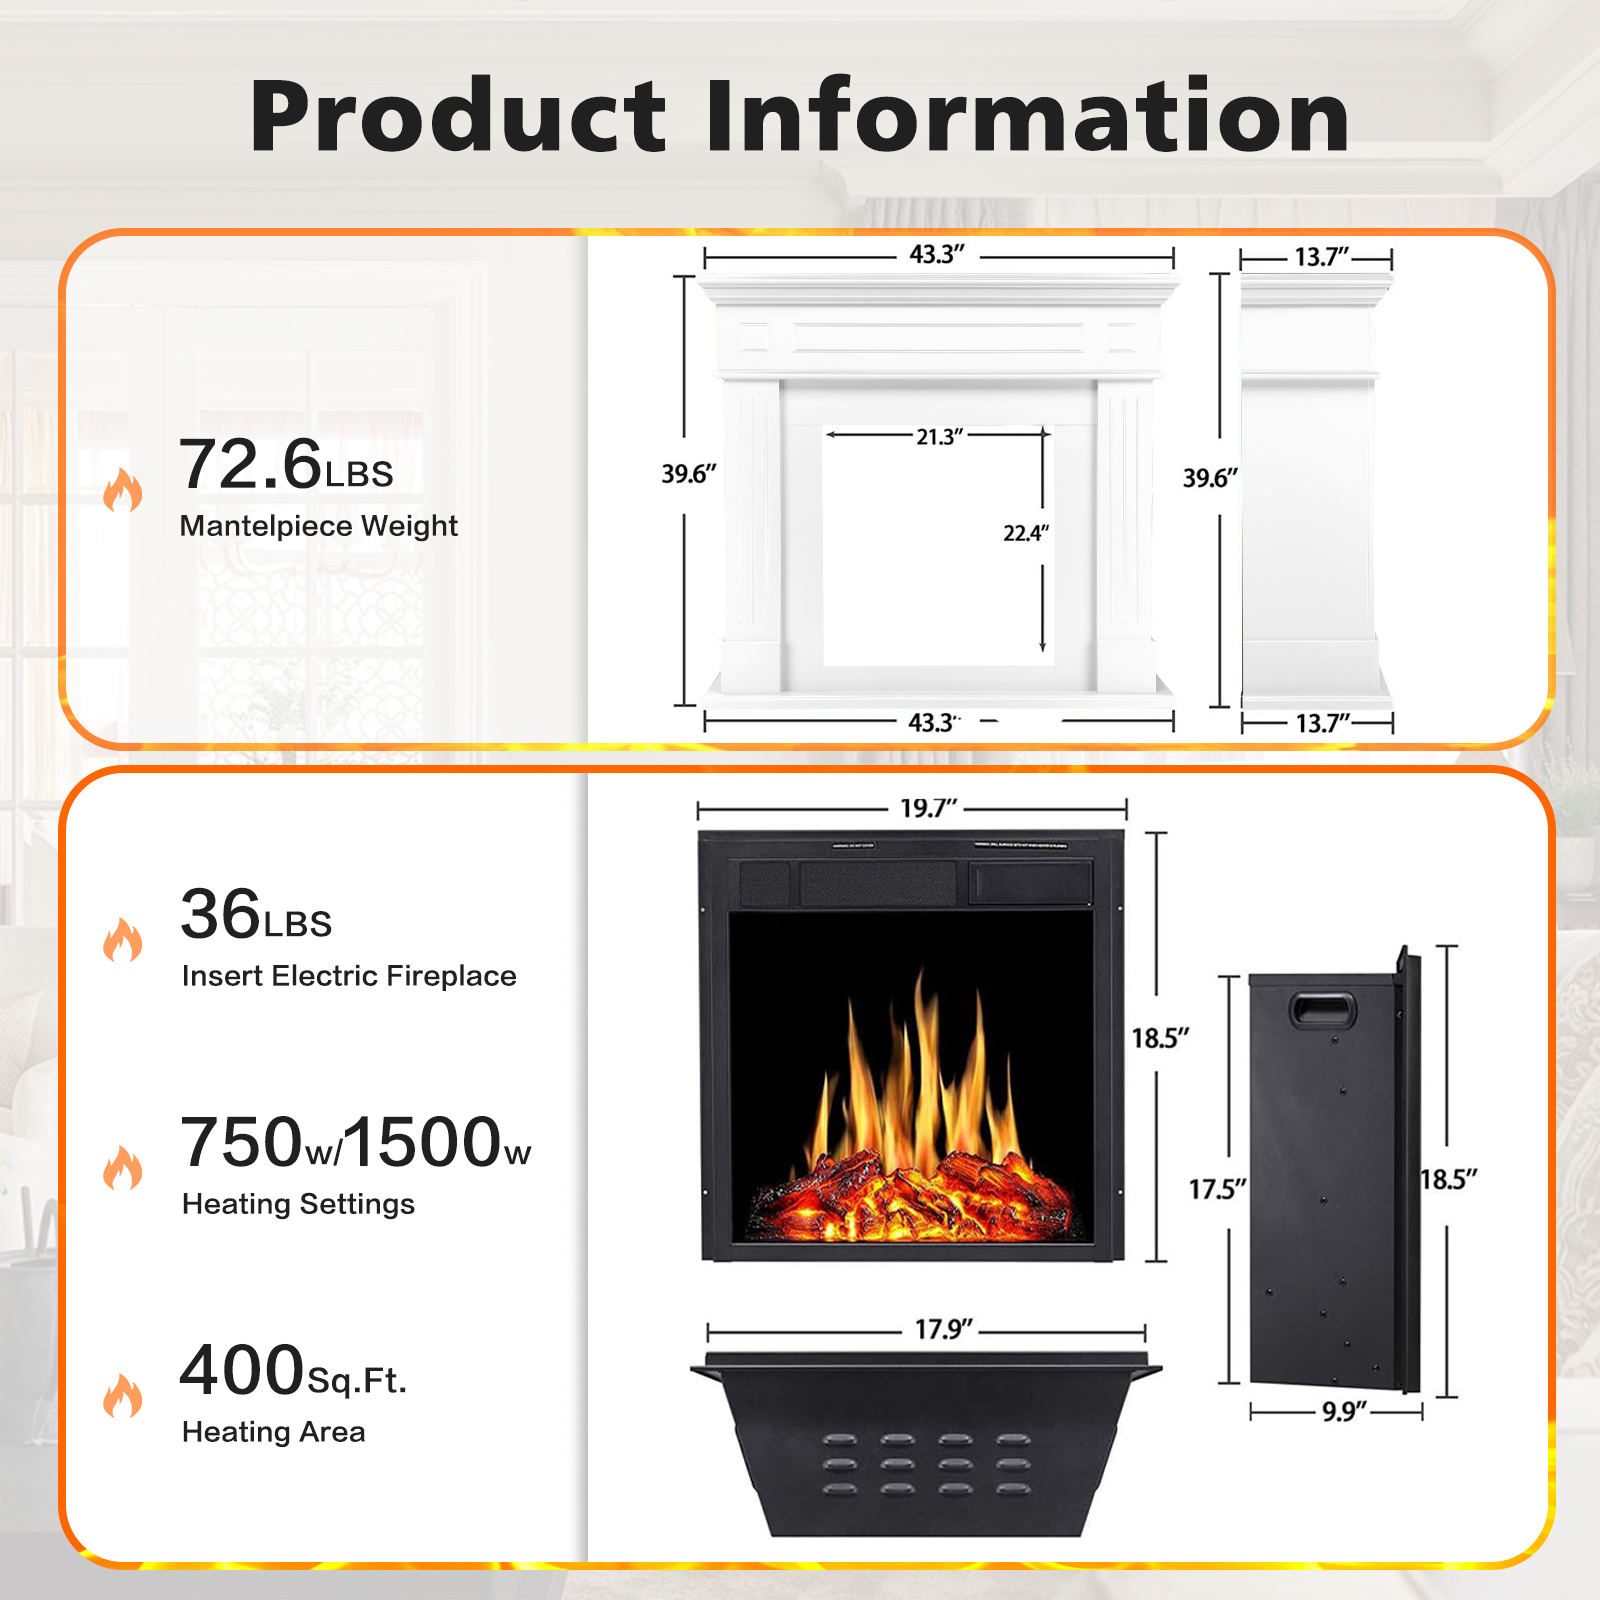 Product Information
43.3”
13.7”
72.6LBS
Mantelpiece Weight
21.3”
39.6”
39.6”
22.4”
43.3
13.7”
19.7”
36LBS
Insert Electric Fireplace
18.5”
750w/1500w
Heating Settings
17.5”
18.5”
17.9”
400Sq.Ft.
Heating Area
9.9”